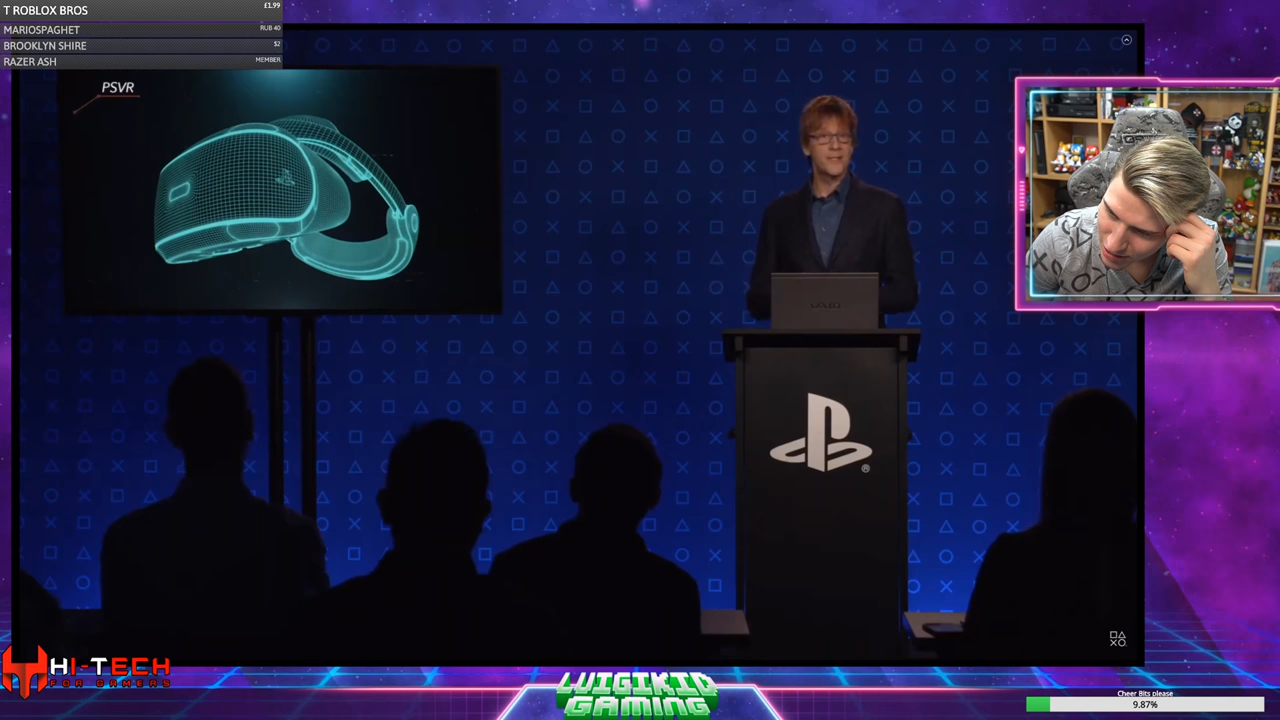 T ROBLOX BROS £1.99
MARIOSPAGHET RUB 40
BROOKLYN SHIRE $2
RAZER ASH MEMBER
PSVR
VAIO
HI-TECH
FOR GAMERS
LUIGIKID
GAMING
Cheer Bits please
9.87%